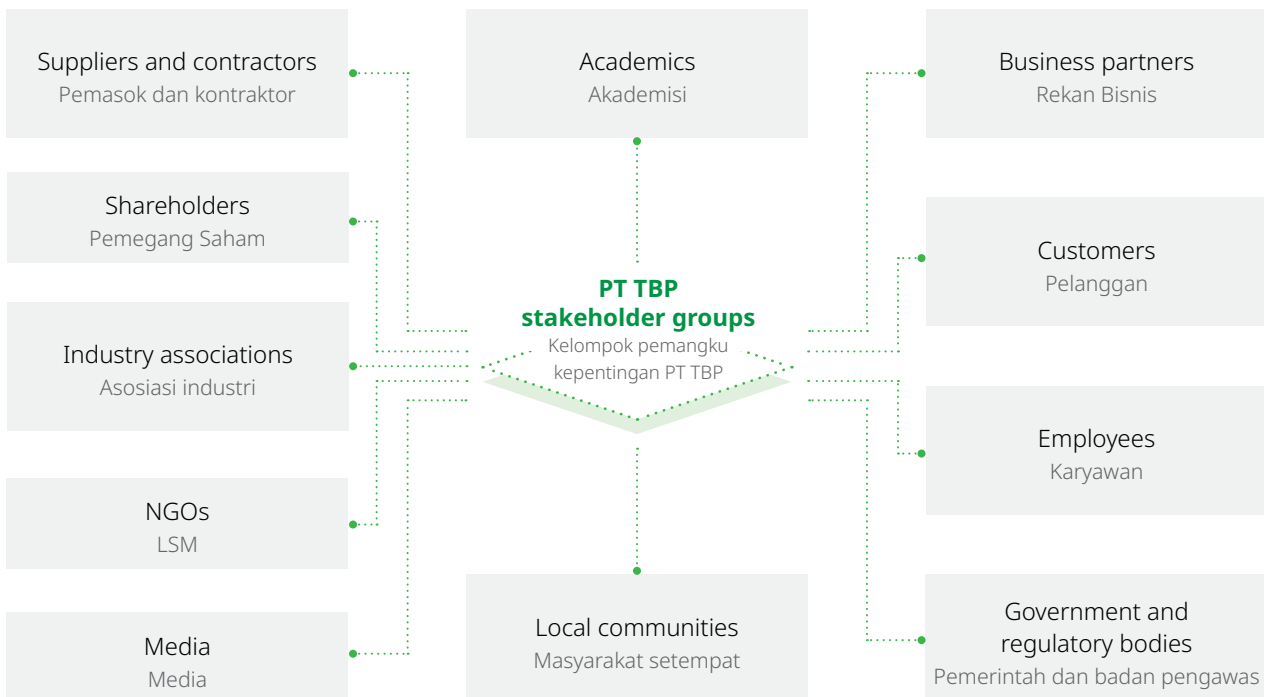 Suppliers and contractors
Pemasok dan kontraktor
Academics
Akademisi
Business partners
Rekan Bisnis
Shareholders
Pemegang Saham
Customers
Pelanggan
PT TBP
stakeholder groups
Kelompok pemangku
kepentingan PT TBP
Industry associations
Asosiasi industri
Employees
Karyawan
NGOs
LSM
Local communities
Masyarakat setempat
Government and
regulatory bodies
Pemerintah dan badan pengawas
Media
Media